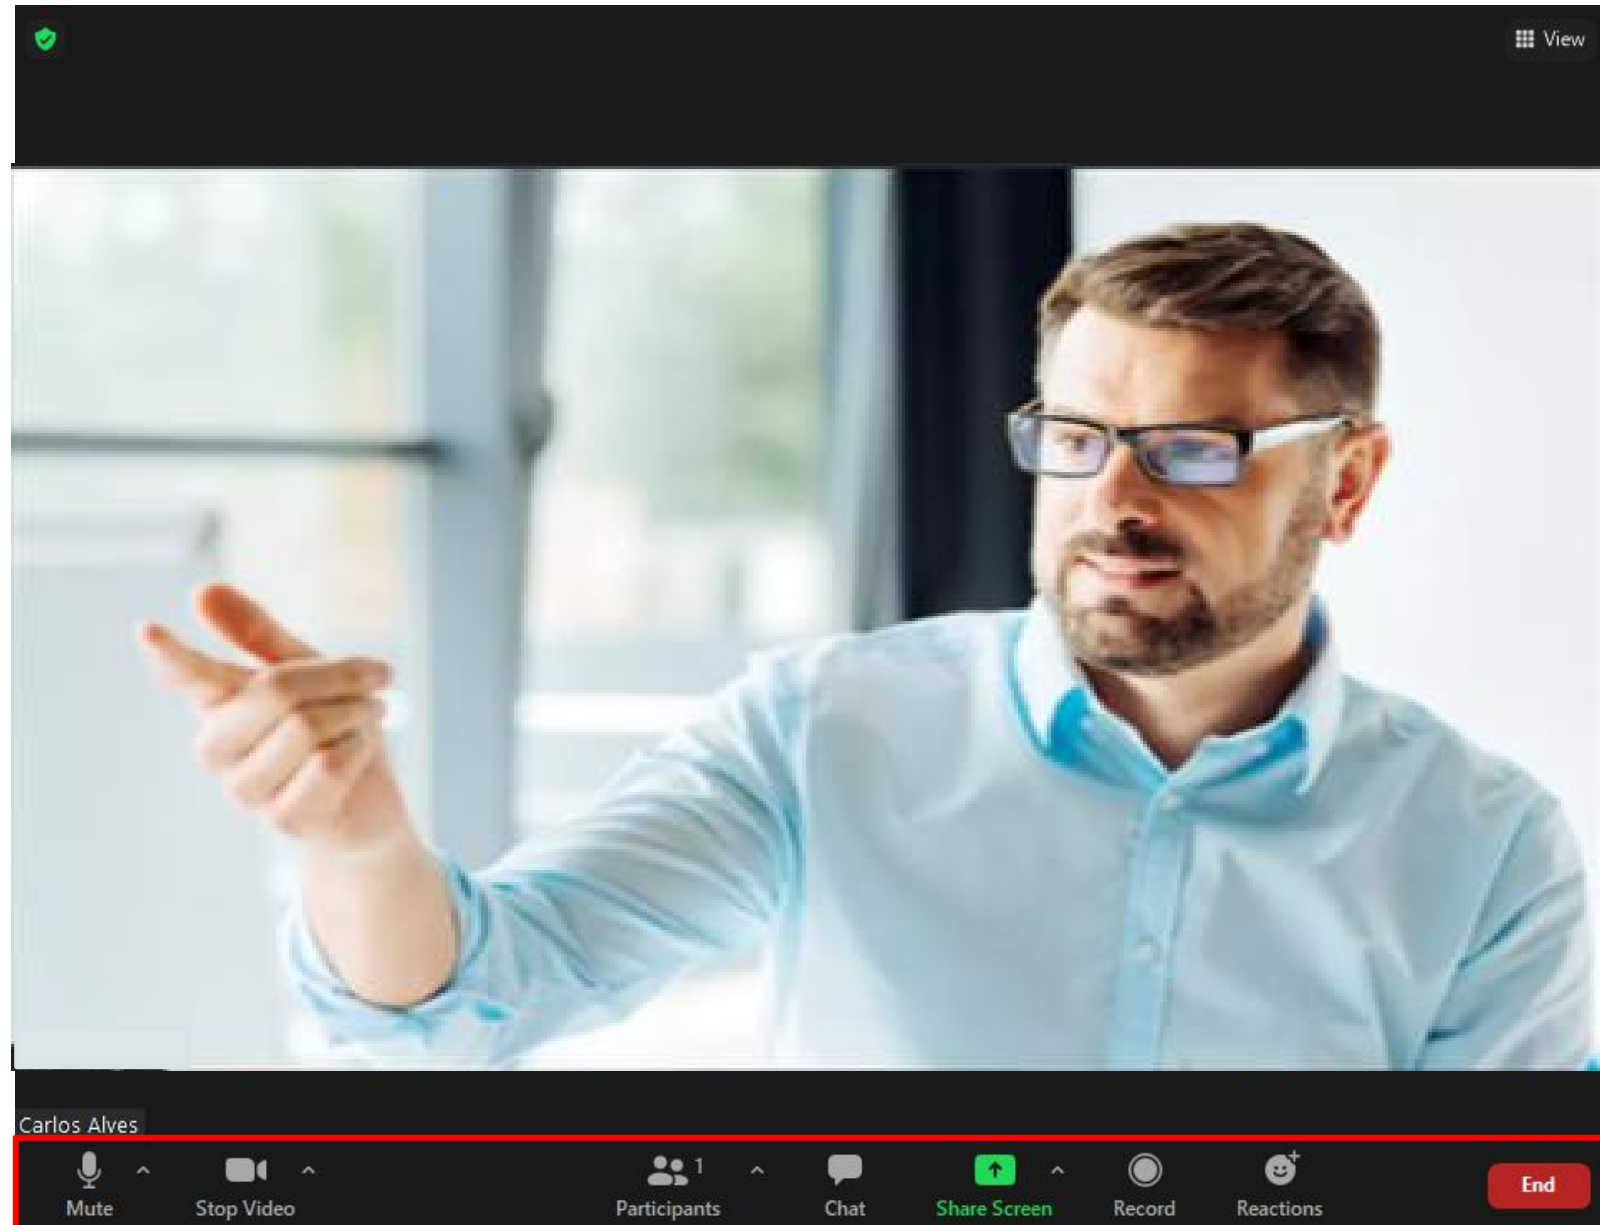 View
Carlos Alves
1
Mute
Stop Video
Participants
Chat
Share Screen
Record
Reactions
End